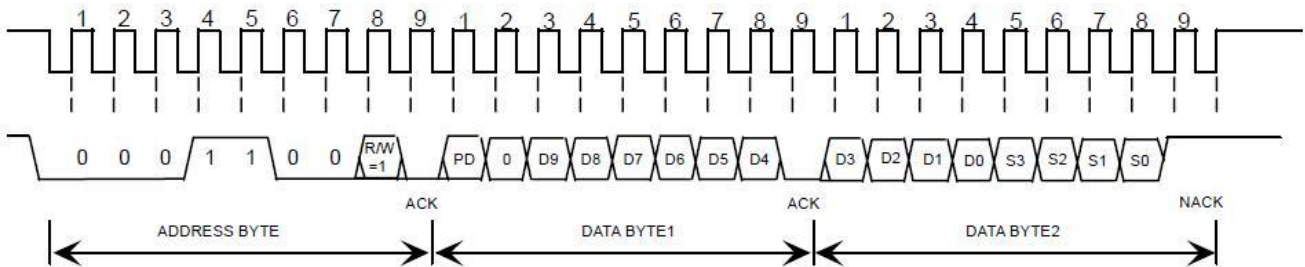 1 2 3 4 5 6 7 8 9 1 2 3 4 5 6 7 8 9 1 2 3 4 5 6 7 8 9
0 0 0 1 1 0 0 R/W =1 PD 0 D9 D8 D7 D6 D5 D4 D3 D2 D1 D0 S3 S2 S1 S0
ACK ACK NACK
ADDRESS BYTE DATA BYTE1 DATA BYTE2